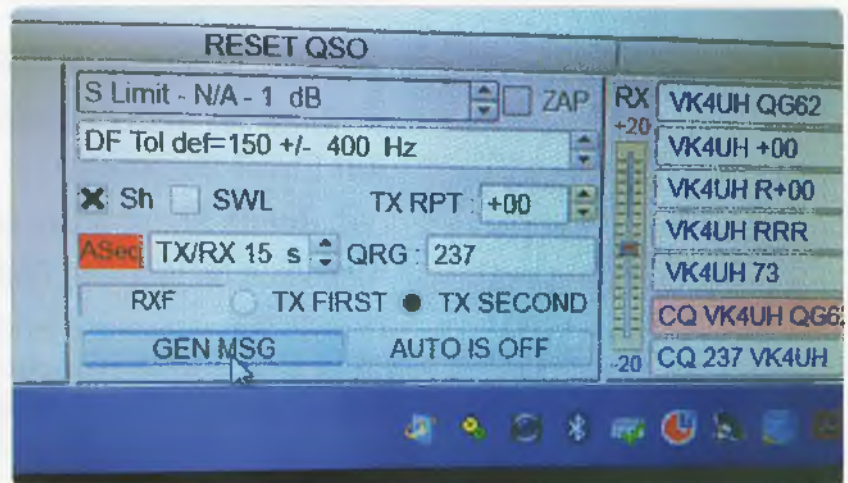 RESET QSO
S Limit - N/A - 1 dB
ZAP
DF Tol def=150 +/- 400 Hz
Sh
SWL
TX RPT : +00
ASec
TX/RX 15 s
QRG : 237
RXF
TX FIRST
TX SECOND
GEN MSG
AUTO IS OFF
RX
+20
-20
VK4UH QG62
VK4UH +00
VK4UH R+00
VK4UH RRR
VK4UH 73
CQ VK4UH QG62
CQ 237 VK4UH